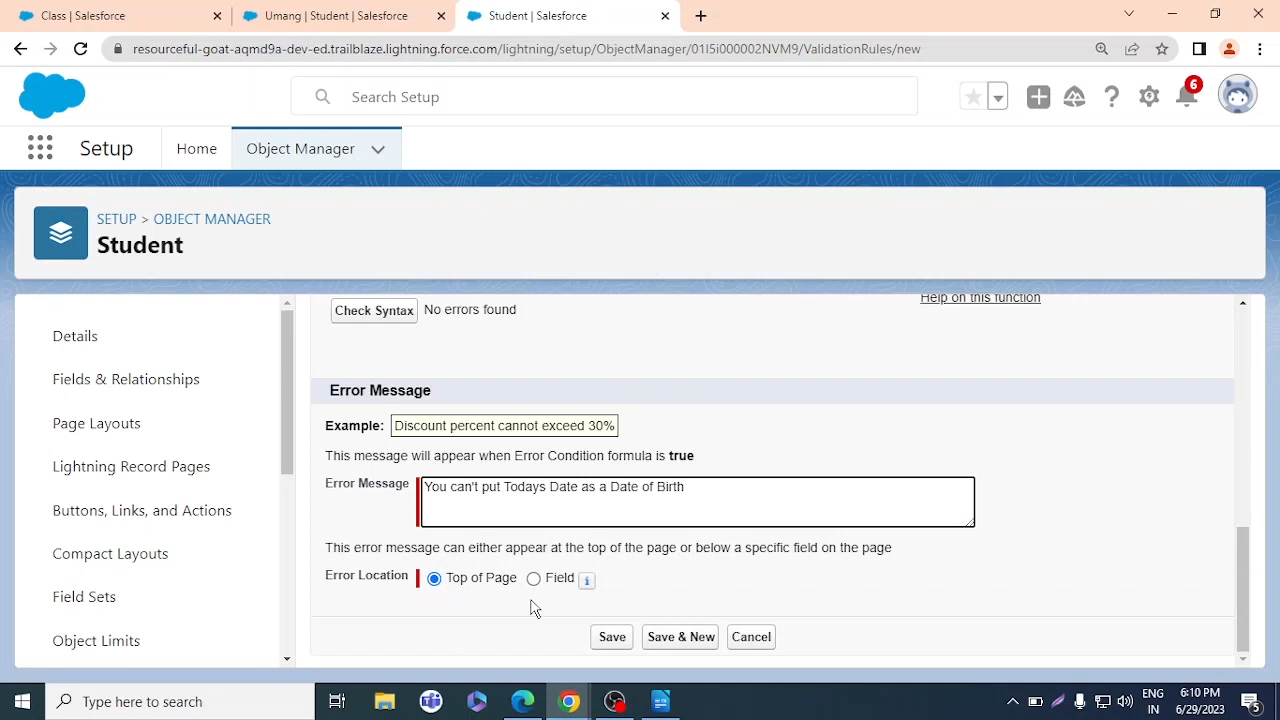 Class | Salesforce
Umang | Student | Salesforce
Student | Salesforce
resourceful-goat-aqmd9a-dev-ed.trailblaze.lightning.force.com/lightning/setup/ObjectManager/01I5i000002NVM9/ValidationRules/new
Search Setup
6
Setup
Home
Object Manager
SETUP > OBJECT MANAGER
Student
Details
Fields & Relationships
Page Layouts
Lightning Record Pages
Buttons, Links, and Actions
Compact Layouts
Field Sets
Object Limits
Help on this function
Check Syntax No errors found
Error Message
Example: Discount percent cannot exceed 30%
This message will appear when Error Condition formula is true
Error Message You can't put Todays Date as a Date of Birth
This error message can either appear at the top of the page or below a specific field on the page
Error Location Top of Page Field i
Save Save & New Cancel
Type here to search
ENG
IN
6:10 PM
6/29/2023
5